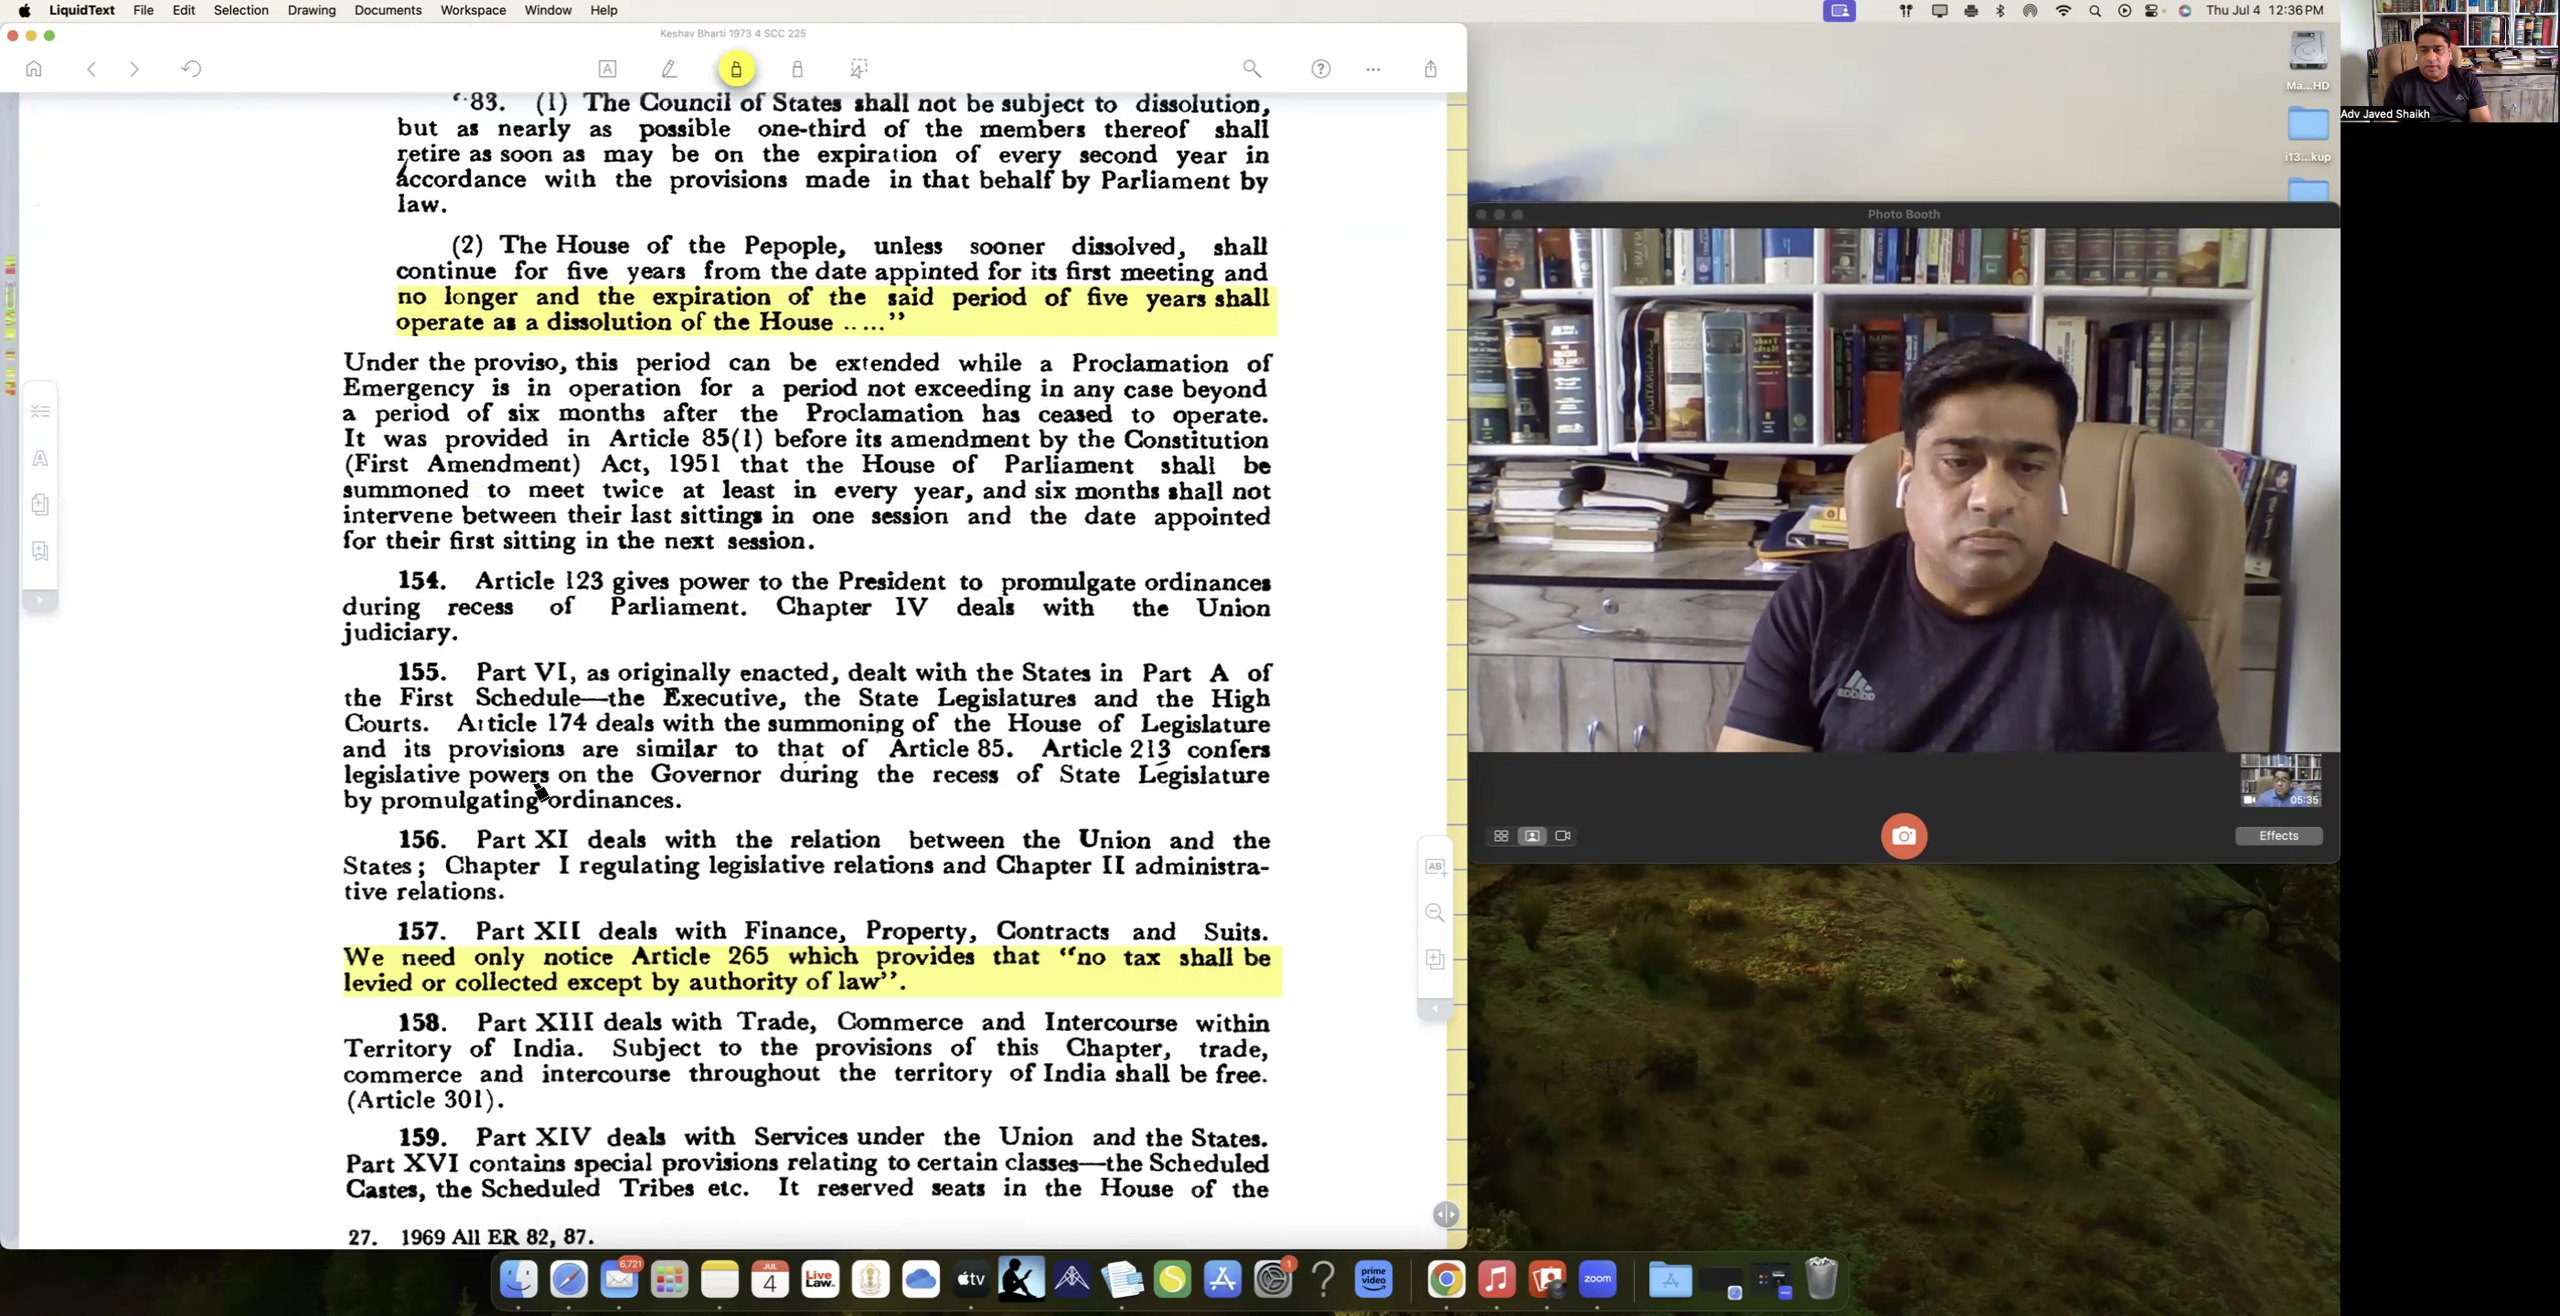 LiquidText File Edit Selection Drawing Documents Workspace Window Help
Thu Jul 4 12:36 PM
Keshav Bharti 1973 4 SCC 225
83. (1) The Council of States shall not be subject to dissolution,
but as nearly as possible one-third of the members thereof shall
retire as soon as may be on the expiration of every second year in
accordance with the provisions made in that behalf by Parliament by
law.
(2) The House of the Pepople, unless sooner dissolved, shall
continue for five years from the date appinted for its first meeting and
no longer and the expiration of the said period of five years shall
operate as a dissolution of the House .....”
Under the proviso, this period can be extended while a Proclamation of
Emergency is in operation for a period not exceeding in any case beyond
a period of six months after the Proclamation has ceased to operate.
It was provided in Article 85(1) before its amendment by the Constitution
(First Amendment) Act, 1951 that the House of Parliament shall be
summoned to meet twice at least in every year, and six months shall not
intervene between their last sittings in one session and the date appointed
for their first sitting in the next session.
154. Article 123 gives power to the President to promulgate ordinances
during recess of Parliament. Chapter IV deals with the Union
judiciary.
155. Part VI, as originally enacted, dealt with the States in Part A of
the First Schedule—the Executive, the State Legislatures and the High
Courts. Article 174 deals with the summoning of the House of Legislature
and its provisions are similar to that of Article 85. Article 213 confers
legislative powers on the Governor during the recess of State Legislature
by promulgating ordinances.
156. Part XI deals with the relation between the Union and the
States; Chapter I regulating legislative relations and Chapter II administra-
tive relations.
157. Part XII deals with Finance, Property, Contracts and Suits.
We need only notice Article 265 which provides that “no tax shall be
levied or collected except by authority of law”.
158. Part XIII deals with Trade, Commerce and Intercourse within
Territory of India. Subject to the provisions of this Chapter, trade,
commerce and intercourse throughout the territory of India shall be free.
(Article 301).
159. Part XIV deals with Services under the Union and the States.
Part XVI contains special provisions relating to certain classes—the Scheduled
Castes, the Scheduled Tribes etc. It reserved seats in the House of the
27. 1969 All ER 82, 87.
Ma...HD
i13...kup
Adv Javed Shaikh
Photo Booth
adidas
05:35
Effects
6,721
JUL
4
Live
Law.
tv
1
prime
video
zoom